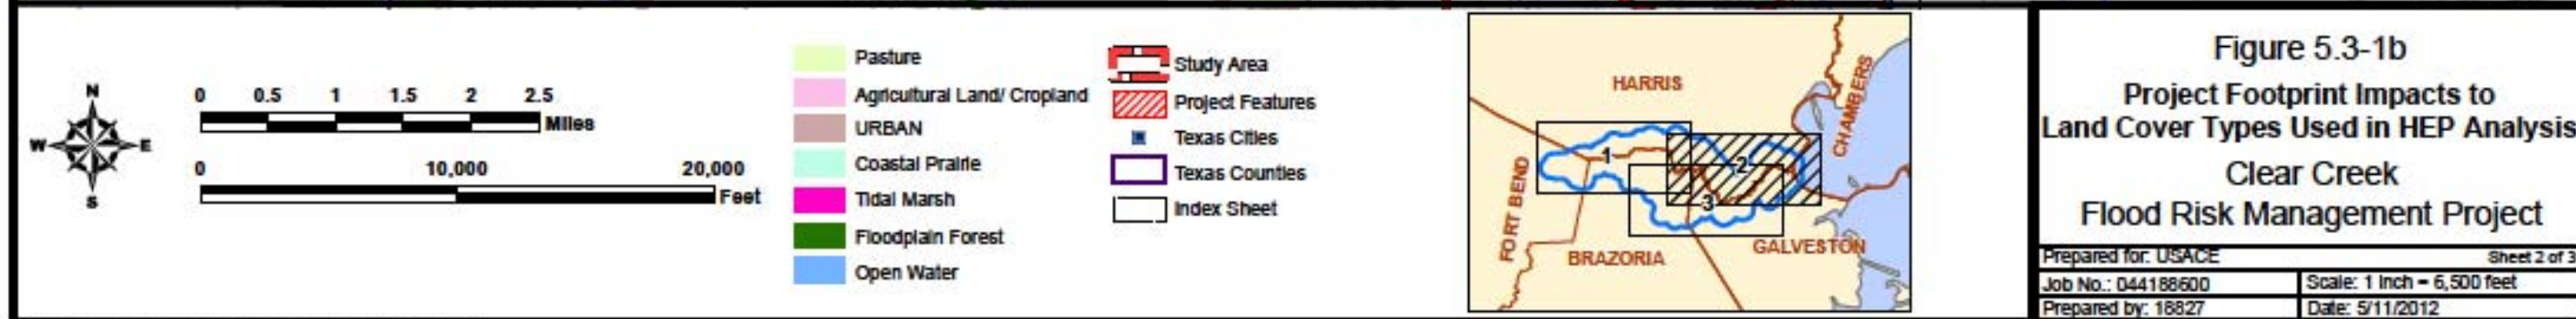 N
W
E
S
0 0.5 1 1.5 2 2.5
Miles
0 10,000 20,000
Feet
Pasture
Agricultural Land/ Cropland
URBAN
Coastal Prairie
Tidal Marsh
Floodplain Forest
Open Water
Study Area
Project Features
Texas Cities
Texas Counties
Index Sheet
HARRIS
CHAMBERS
FORT BEND
BRAZORIA
GALVESTON
1
2
3
Figure 5.3-1b
Project Footprint Impacts to
Land Cover Types Used in HEP Analysis
Clear Creek
Flood Risk Management Project
Prepared for: USACE Sheet 2 of 3
Job No.: 044188600 Scale: 1 inch = 6,500 feet
Prepared by: 18827 Date: 5/11/2012